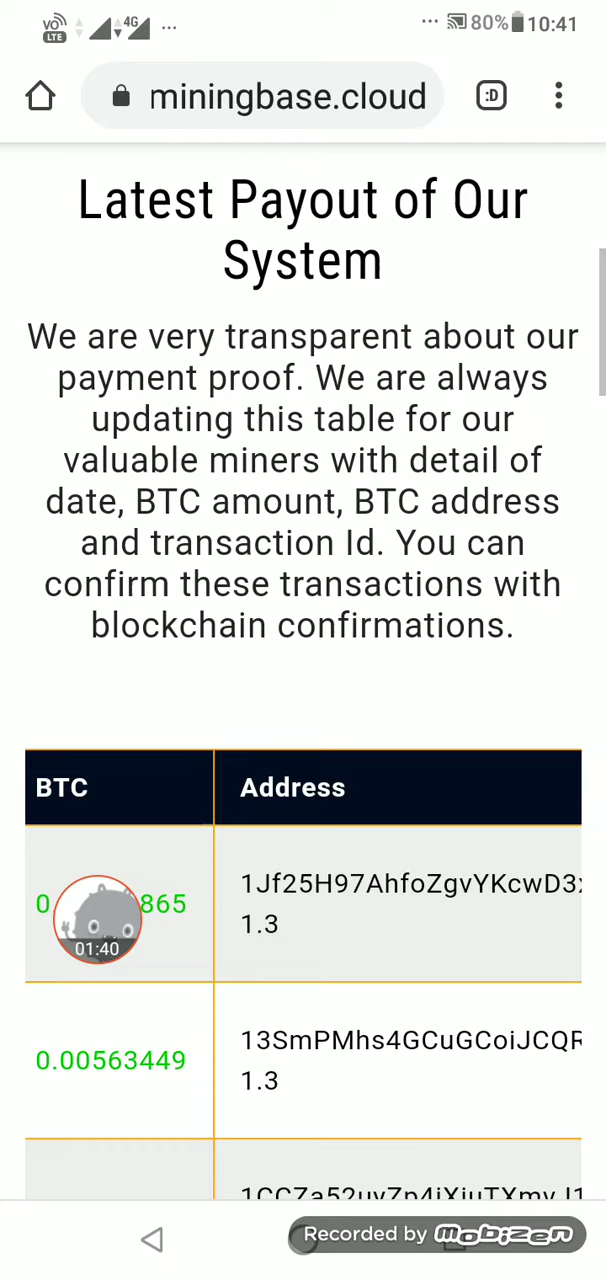 VO
LTE
4G
80%
10:41
miningbase.cloud
:D
Latest Payout of Our
System
We are very transparent about our
payment proof. We are always
updating this table for our
valuable miners with detail of
date, BTC amount, BTC address
and transaction Id. You can
confirm these transactions with
blockchain confirmations.
BTC Address
0 865
01:40
1Jf25H97AhfoZgvYKcwD3
1.3
0.00563449
13SmPMhs4GCuGCoiJCQR
1.3
Recorded by mobizen